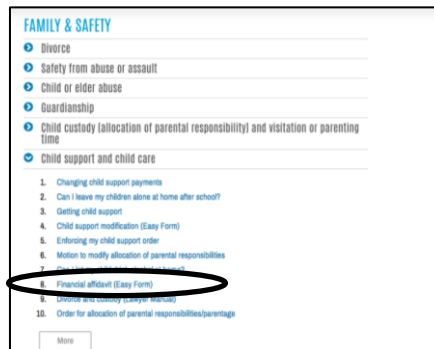 FAMILY & SAFETY
Divorce
Safety from abuse or assault
Child or elder abuse
Guardianship
Child custody (allocation of parental responsibility) and visitation or parenting
time
Child support and child care
1. Changing child support payments
2. Can I leave my children alone at home after school?
3. Getting child support
4. Child support modification (Easy Form)
5. Enforcing my child support order
6. Motion to modify allocation of parental responsibilities
7.
8. Financial affidavit (Easy Form)
9. Divorce and custody (Lawyer Manual)
10. Order for allocation of parental responsibilities/parentage
More